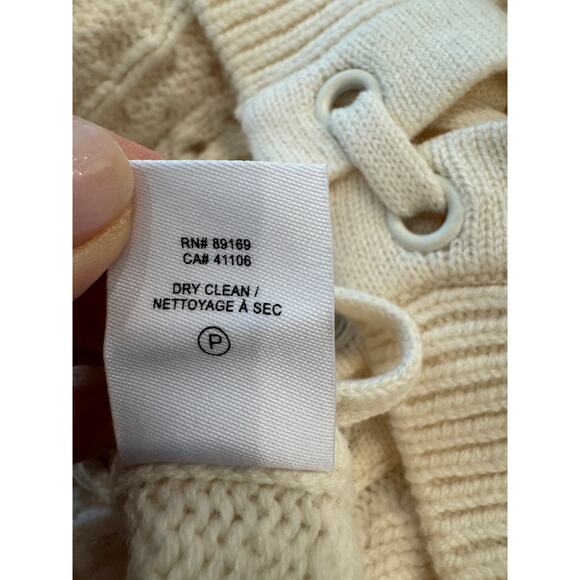 RN# 89169
CA# 41106
DRY CLEAN /
NETTOYAGE À SEC
P